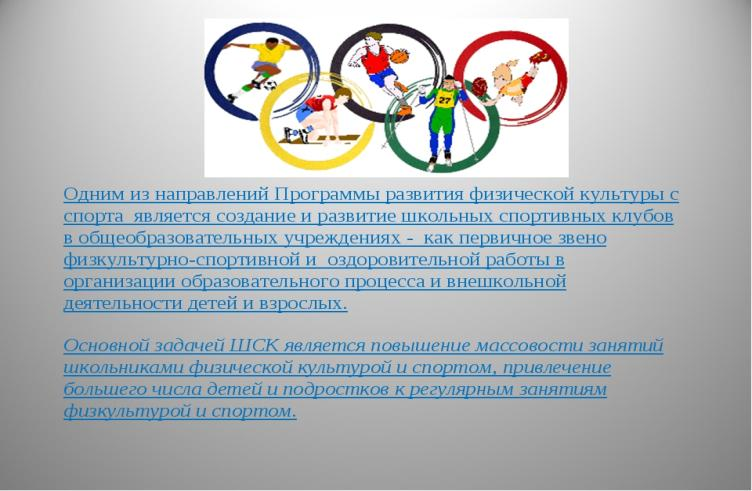 27
Одним из направлений Программы развития физической культуры с
спорта является создание и развитие школьных спортивных клубов
в общеобразовательных учреждениях - как первичное звено
физкультурно-спортивной и оздоровительной работы в
организации образовательного процесса и внешкольной
деятельности детей и взрослых.
Основной задачей ШСК является повышение массовости занятий
школьниками физической культурой и спортом, привлечение
большего числа детей и подростков к регулярным занятиям
физкультурой и спортом.